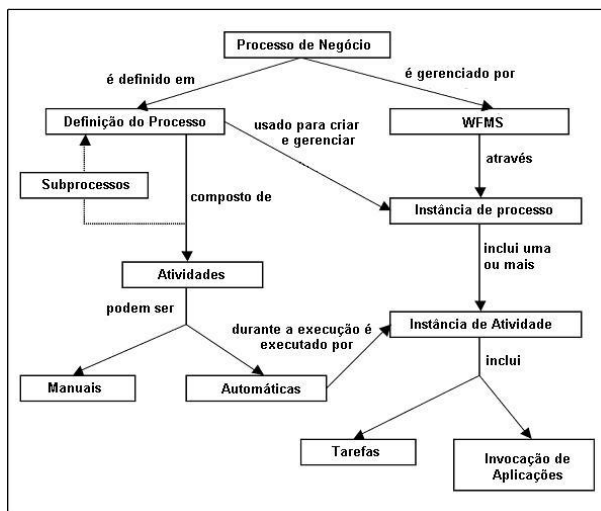 Processo de Negócio
é definido em
é gerenciado por
Definição do Processo
usado para criar
e gerenciar
WFMS
através
Subprocessos
composto de
Instância de processo
inclui uma
ou mais
Atividades
podem ser
durante a execução é
executado por
Instância de Atividade
inclui
Manuais
Automáticas
Tarefas
Invocação de
Aplicações